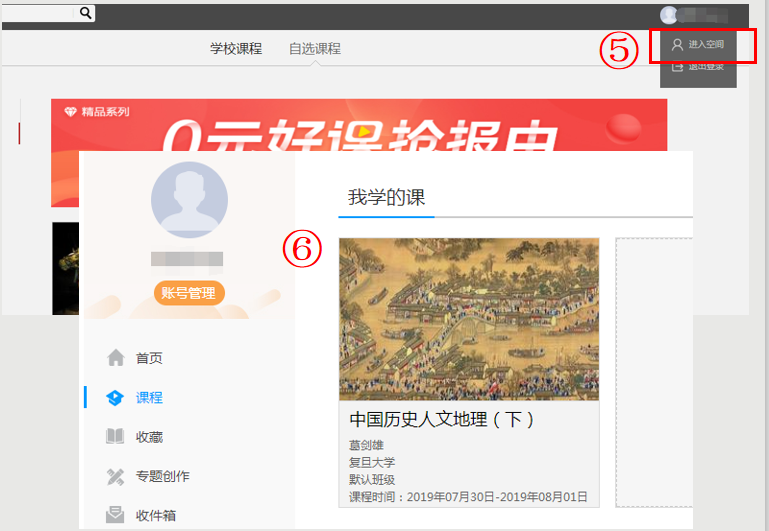 学校课程 自选课程
⑤
进入空间
退出登录
精品系列
0元好课抢报中
账号管理
首页
课程
收藏
专题创作
收件箱
我学的课
⑥
中国历史人文地理（下）
葛剑雄
复旦大学
默认班级
课程时间：2019年07月30日-2019年08月01日